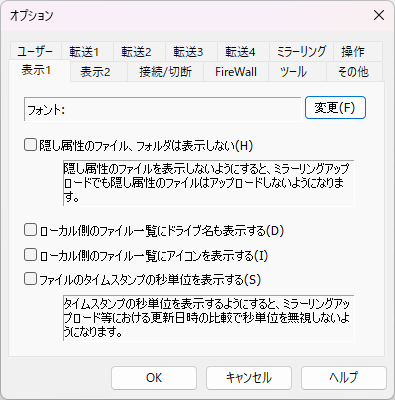 オプション
ユーザー 転送1 転送2 転送3 転送4 ミラーリング 操作
表示1 表示2 接続/切断 FireWall ツール その他
フォント: 変更(F)
隠し属性のファイル、フォルダは表示しない(H)
隠し属性のファイルを表示しないようにすると、ミラーリングアップ
ロードでも隠し属性のファイルはアップロードしないようになりま
す。
ローカル側のファイル一覧にドライブ名も表示する(D)
ローカル側のファイル一覧にアイコンを表示する(I)
ファイルのタイムスタンプの秒単位を表示する(S)
タイムスタンプの秒単位を表示するようにすると、ミラーリングアッ
プロード等における更新日時の比較で秒単位を無視しないよ
うになります。
OK キャンセル ヘルプ